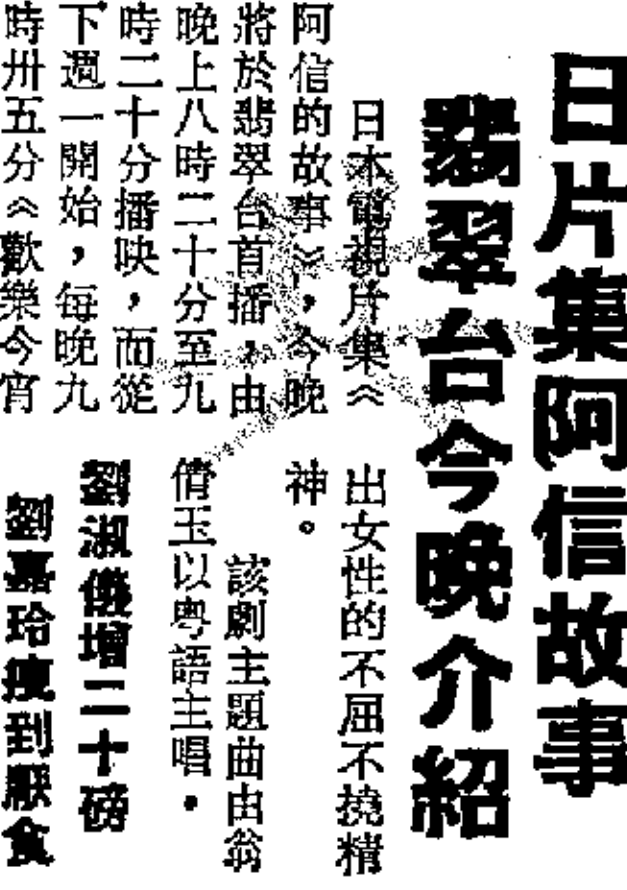 日片集阿信故事
翡翠台今晚介紹
日本電視片集《
阿信的故事》，今晚
將於翡翠台首播，由
晚上八時二十分至九
時二十分播映，而從
下週一開始，每晚九
時卅五分《歡樂今宵
出女性的不屈不撓精
神。
該劇主題曲由翁
倩玉以粵語主唱。
劉淑儀增二十磅
劉嘉玲瘦到厭食